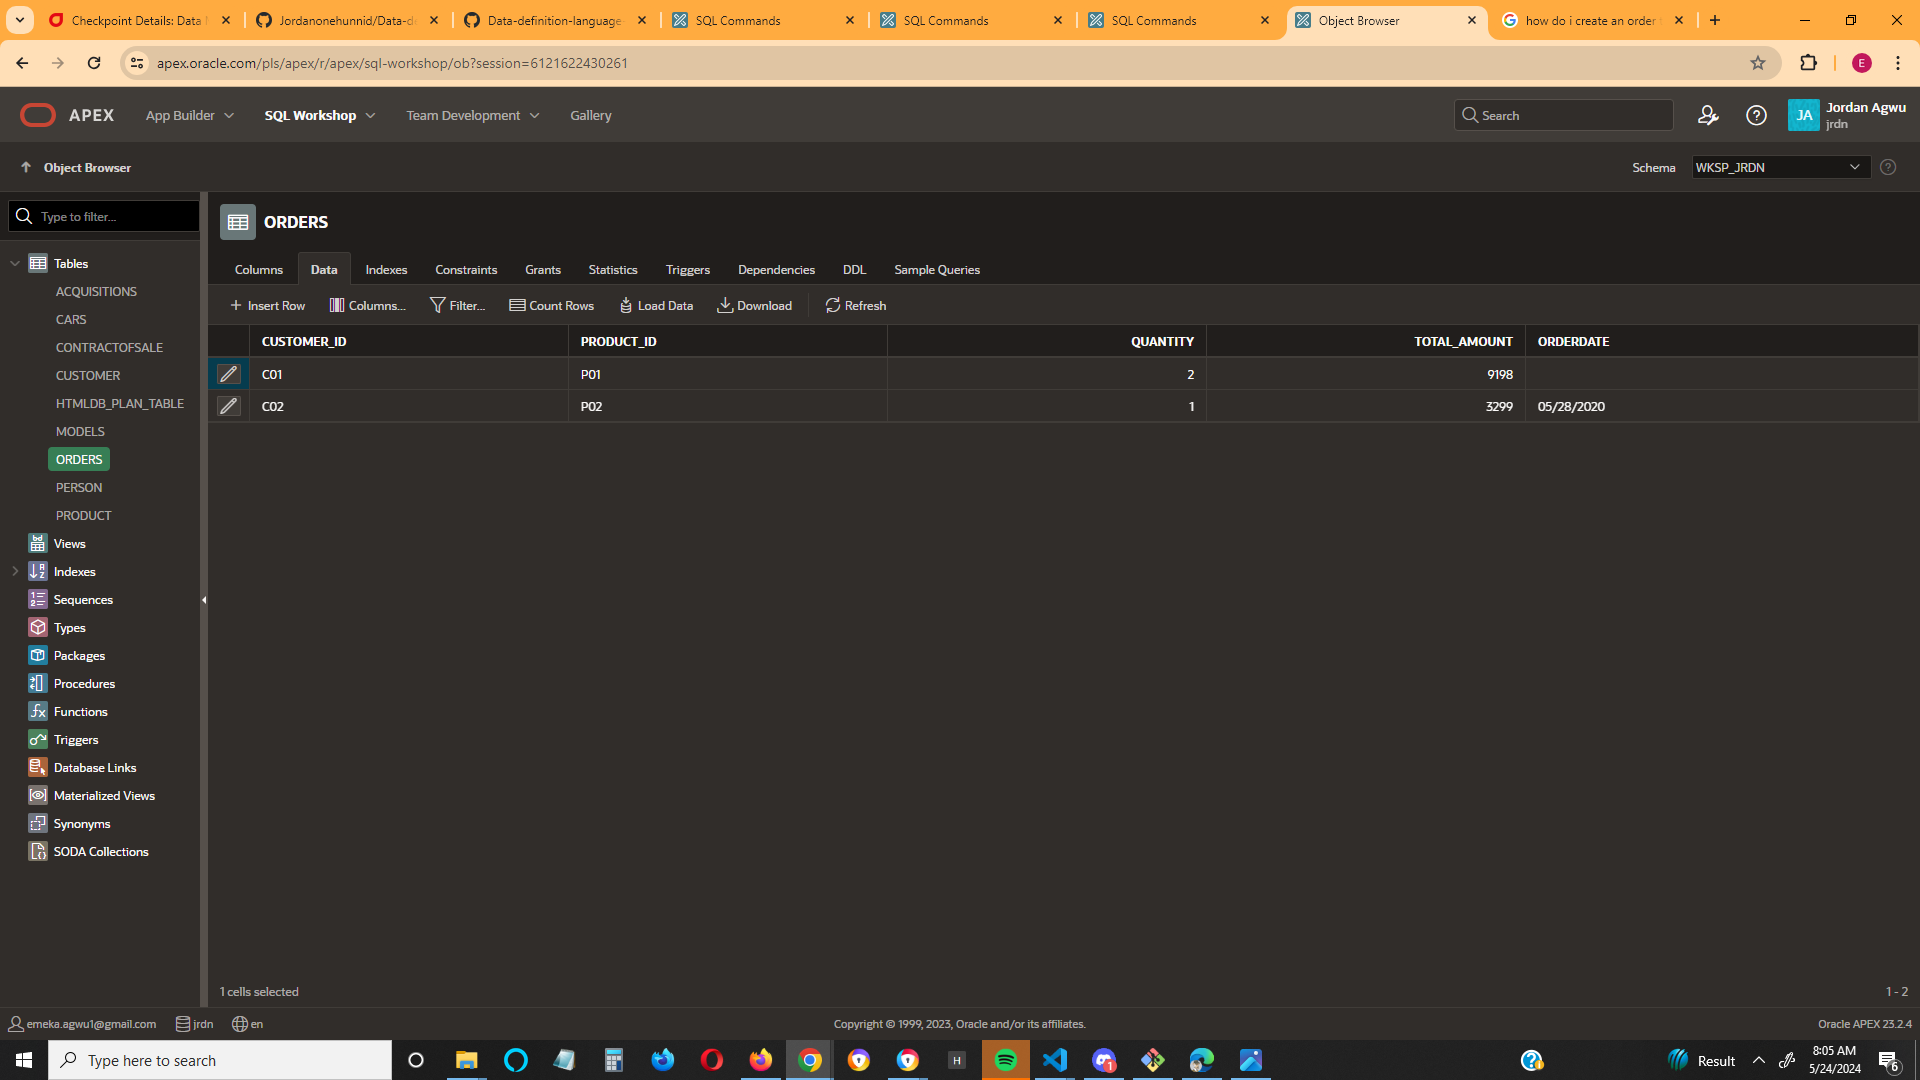 Checkpoint Details: Data
Jordanonehunnid/Data-de
Data-definition-language
SQL Commands
SQL Commands
SQL Commands
Object Browser
how do i create an order
apex.oracle.com/pls/apex/r/apex/sql-workshop/ob?session=6121622430261
E
APEX
App Builder
SQL Workshop
Team Development
Gallery
Search
JA
Jordan Agwu
jrdn
Object Browser
Schema
WKSP_JRDN
Type to filter...
ORDERS
Tables
ACQUISITIONS
CARS
CONTRACTOFSALE
CUSTOMER
HTMLDB_PLAN_TABLE
MODELS
ORDERS
PERSON
PRODUCT
Views
Indexes
Sequences
Types
Packages
Procedures
Functions
Triggers
Database Links
Materialized Views
Synonyms
SODA Collections
Columns Data Indexes Constraints Grants Statistics Triggers Dependencies DDL Sample Queries
Insert Row Columns... Filter... Count Rows Load Data Download Refresh
CUSTOMER_ID PRODUCT_ID QUANTITY TOTAL_AMOUNT ORDERDATE
C01 P01 2 9198
C02 P02 1 3299 05/28/2020
1 cells selected
1 - 2
emeka.agwu1@gmail.com jrdn en
Copyright © 1999, 2023, Oracle and/or its affiliates.
Oracle APEX 23.2.4
Type here to search
H
1
Result
8:05 AM
5/24/2024
6